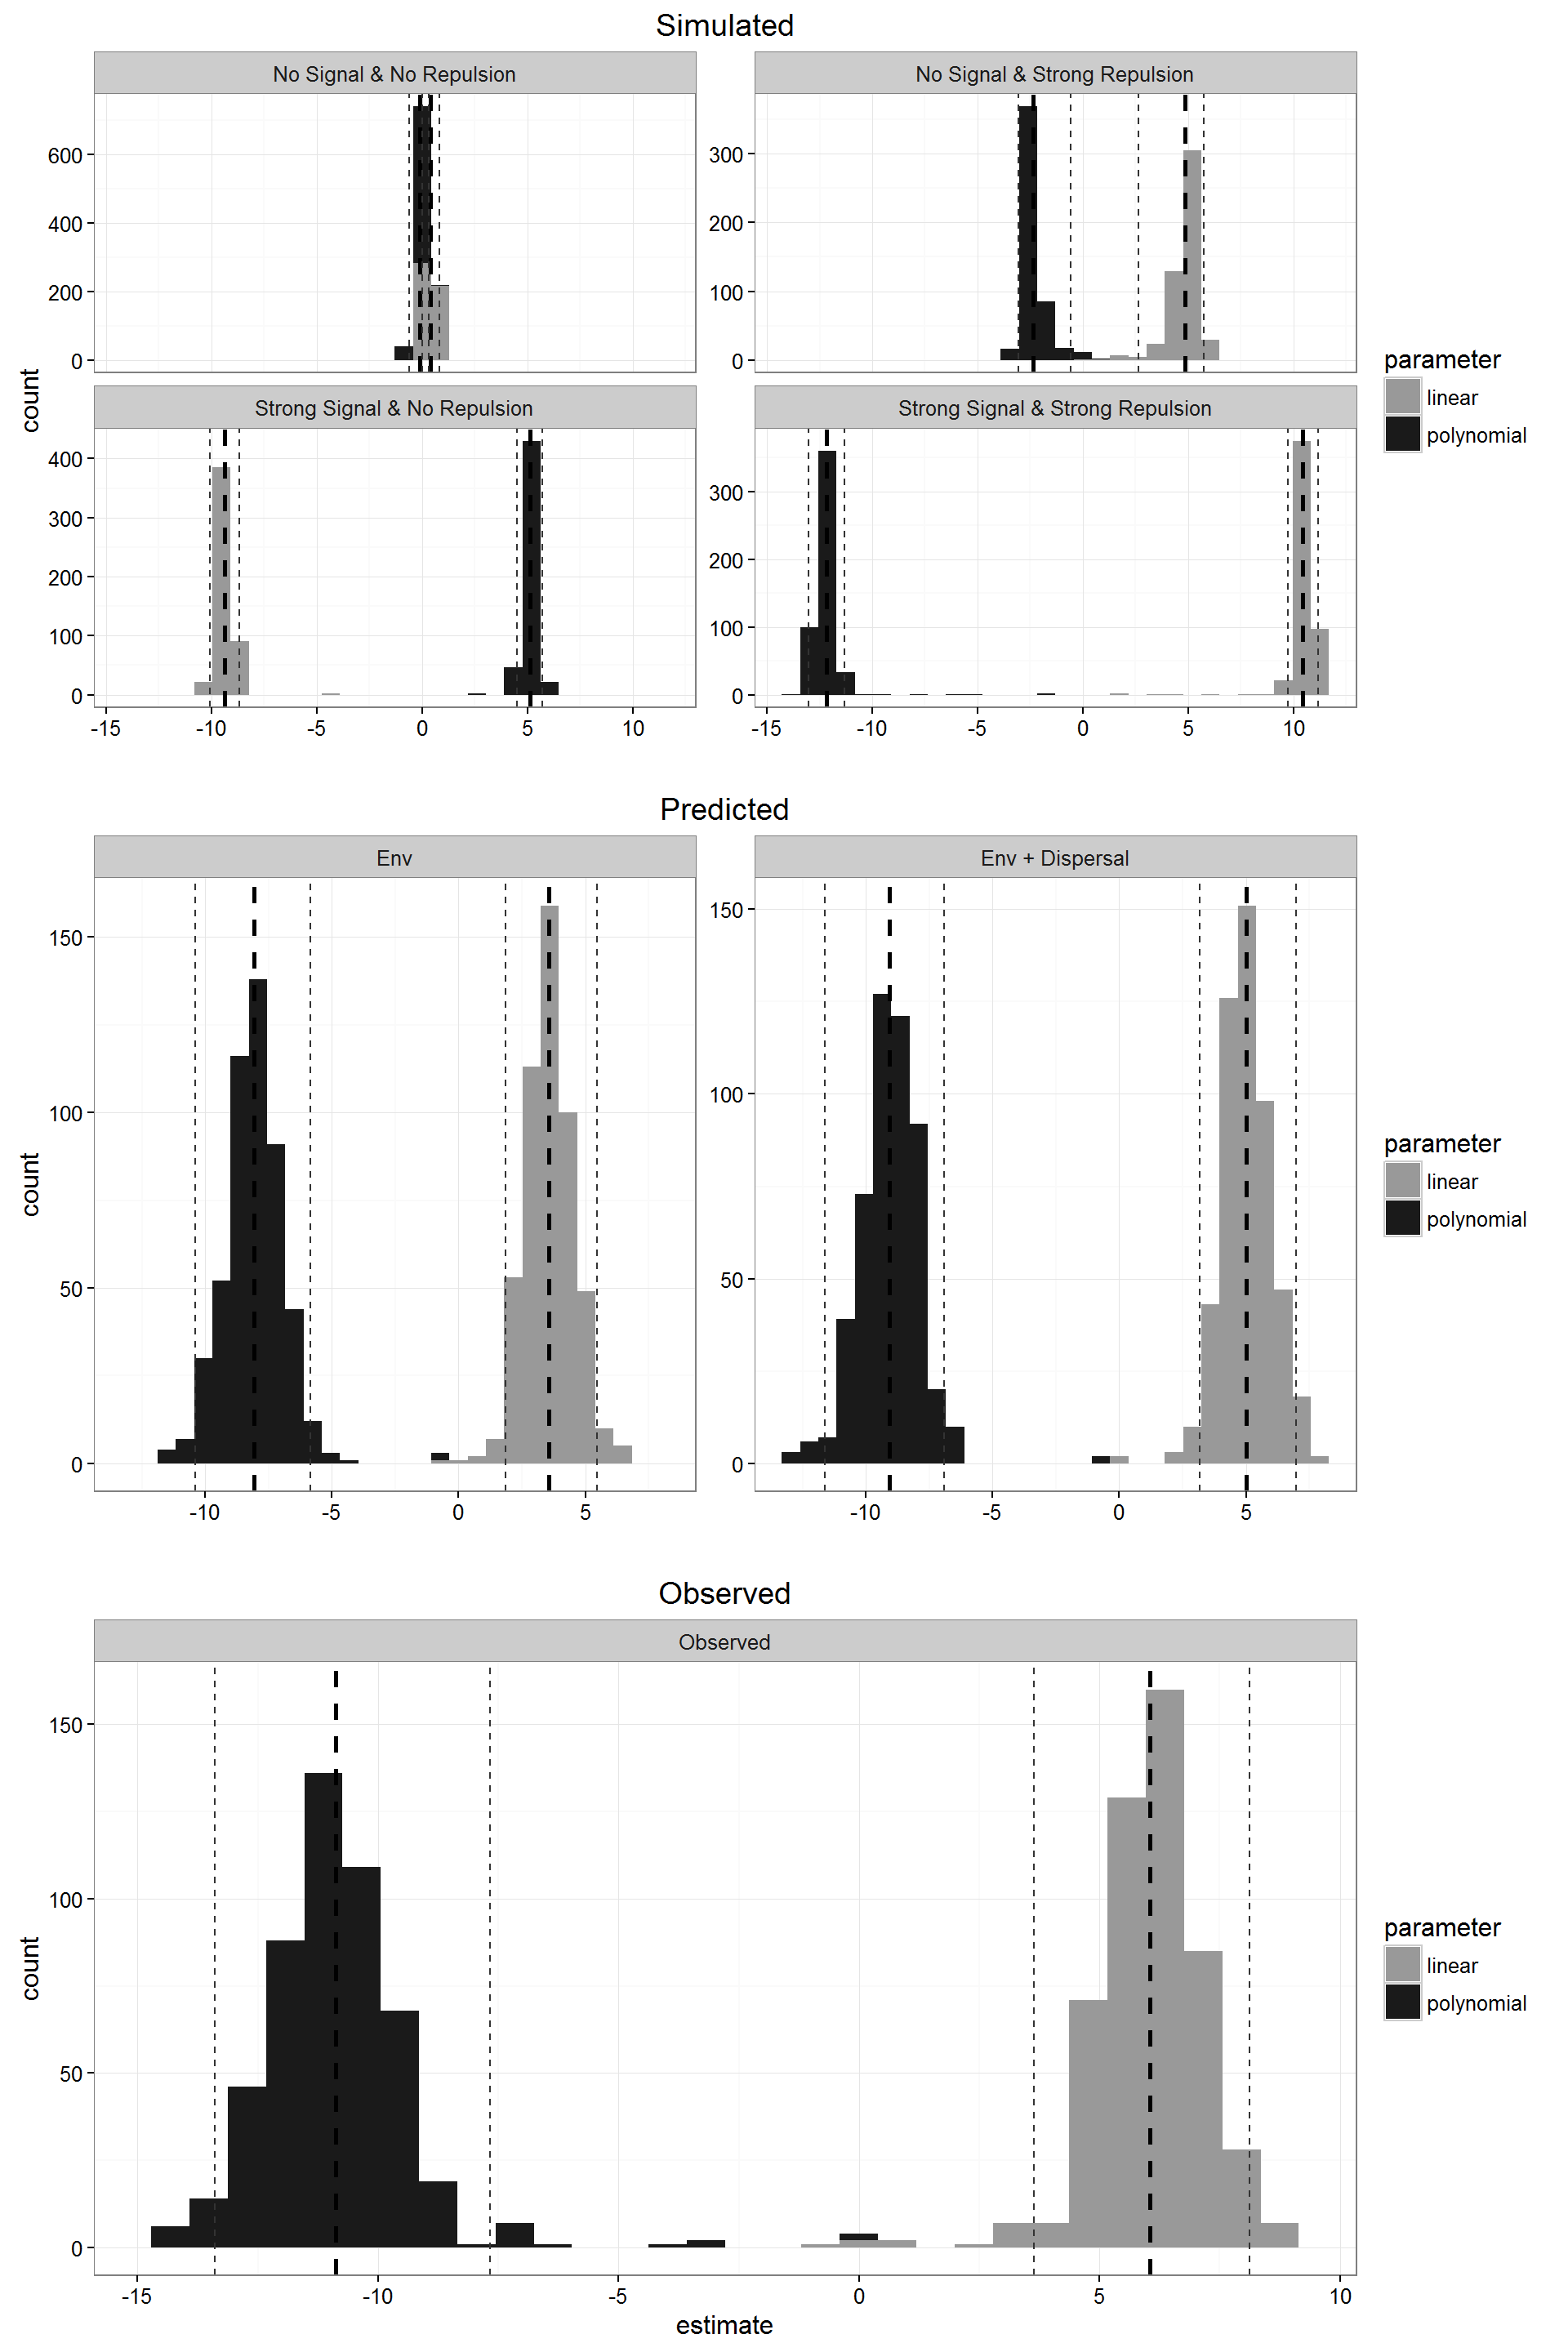 Simulated
No Signal & No Repulsion
No Signal & Strong Repulsion
600
400
200
0
300
200
100
0
Strong Signal & No Repulsion
Strong Signal & Strong Repulsion
400
300
200
100
0
300
200
100
0
-15 -10 -5 0 5 10
-15 -10 -5 0 5 10
count
parameter
linear
polynomial
Predicted
Env
Env + Dispersal
150
100
50
0
150
100
50
0
-10 -5 0 5
-10 -5 0 5
count
parameter
linear
polynomial
Observed
Observed
150
100
50
0
-15 -10 -5 0 5 10
count
estimate
parameter
linear
polynomial